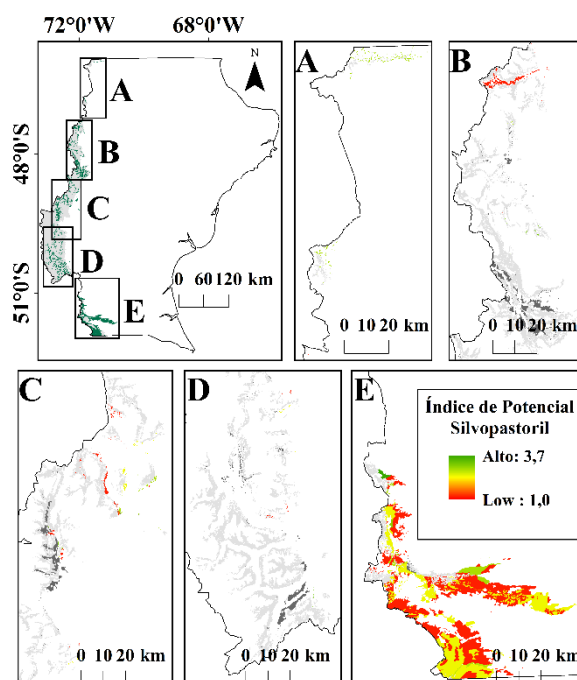 72°0'W 68°0'W
N
48°0'S
51°0'S
A
B
C
D
E
0 60 120 km
A
0 10 20 km
B
0 10 20 km
C
0 10 20 km
D
0 10 20 km
E
Índice de Potencial
Silvopastoril
Alto: 3,7
Low : 1,0
0 10 20 km